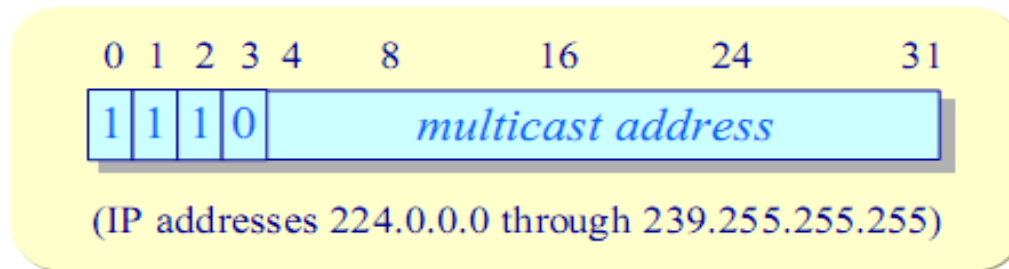 0 1 2 3 4 8 16 24 31
1 1 1 0 multicast address
(IP addresses 224.0.0.0 through 239.255.255.255)